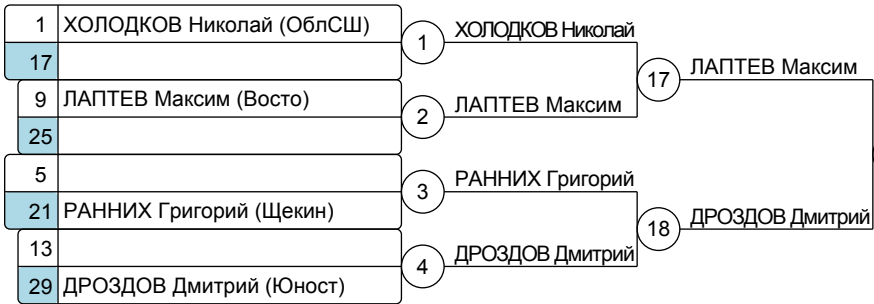 1 ХОЛОДКОВ Николай (ОблСШ)
17
9 ЛАПТЕВ Максим (Восто)
25
5
21 РАННИХ Григорий (Щекин)
13
29 ДРОЗДОВ Дмитрий (Юност)
1 ХОЛОДКОВ Николай
2 ЛАПТЕВ Максим
3 РАННИХ Григорий
4 ДРОЗДОВ Дмитрий
17 ЛАПТЕВ Максим
18 ДРОЗДОВ Дмитрий